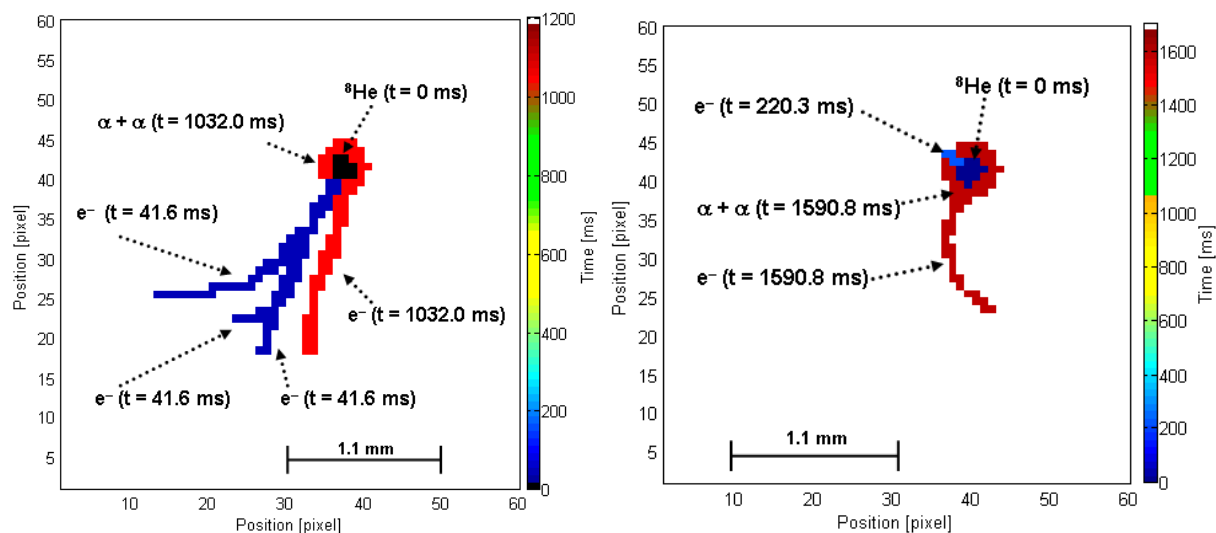 60
55
50
45
40
35
30
25
20
15
10
5
10
20
30
40
50
60
Position [pixel]
Position [pixel]
⁸He (t = 0 ms)
α + α (t = 1032.0 ms)
e⁻ (t = 41.6 ms)
e⁻ (t = 1032.0 ms)
e⁻ (t = 41.6 ms)
e⁻ (t = 41.6 ms)
1.1 mm
1200
1000
800
600
400
200
0
Time [ms]
60
55
50
45
40
35
30
25
20
15
10
5
10
20
30
40
50
60
Position [pixel]
Position [pixel]
⁸He (t = 0 ms)
e⁻ (t = 220.3 ms)
α + α (t = 1590.8 ms)
e⁻ (t = 1590.8 ms)
1.1 mm
1600
1400
1200
1000
800
600
400
200
0
Time [ms]